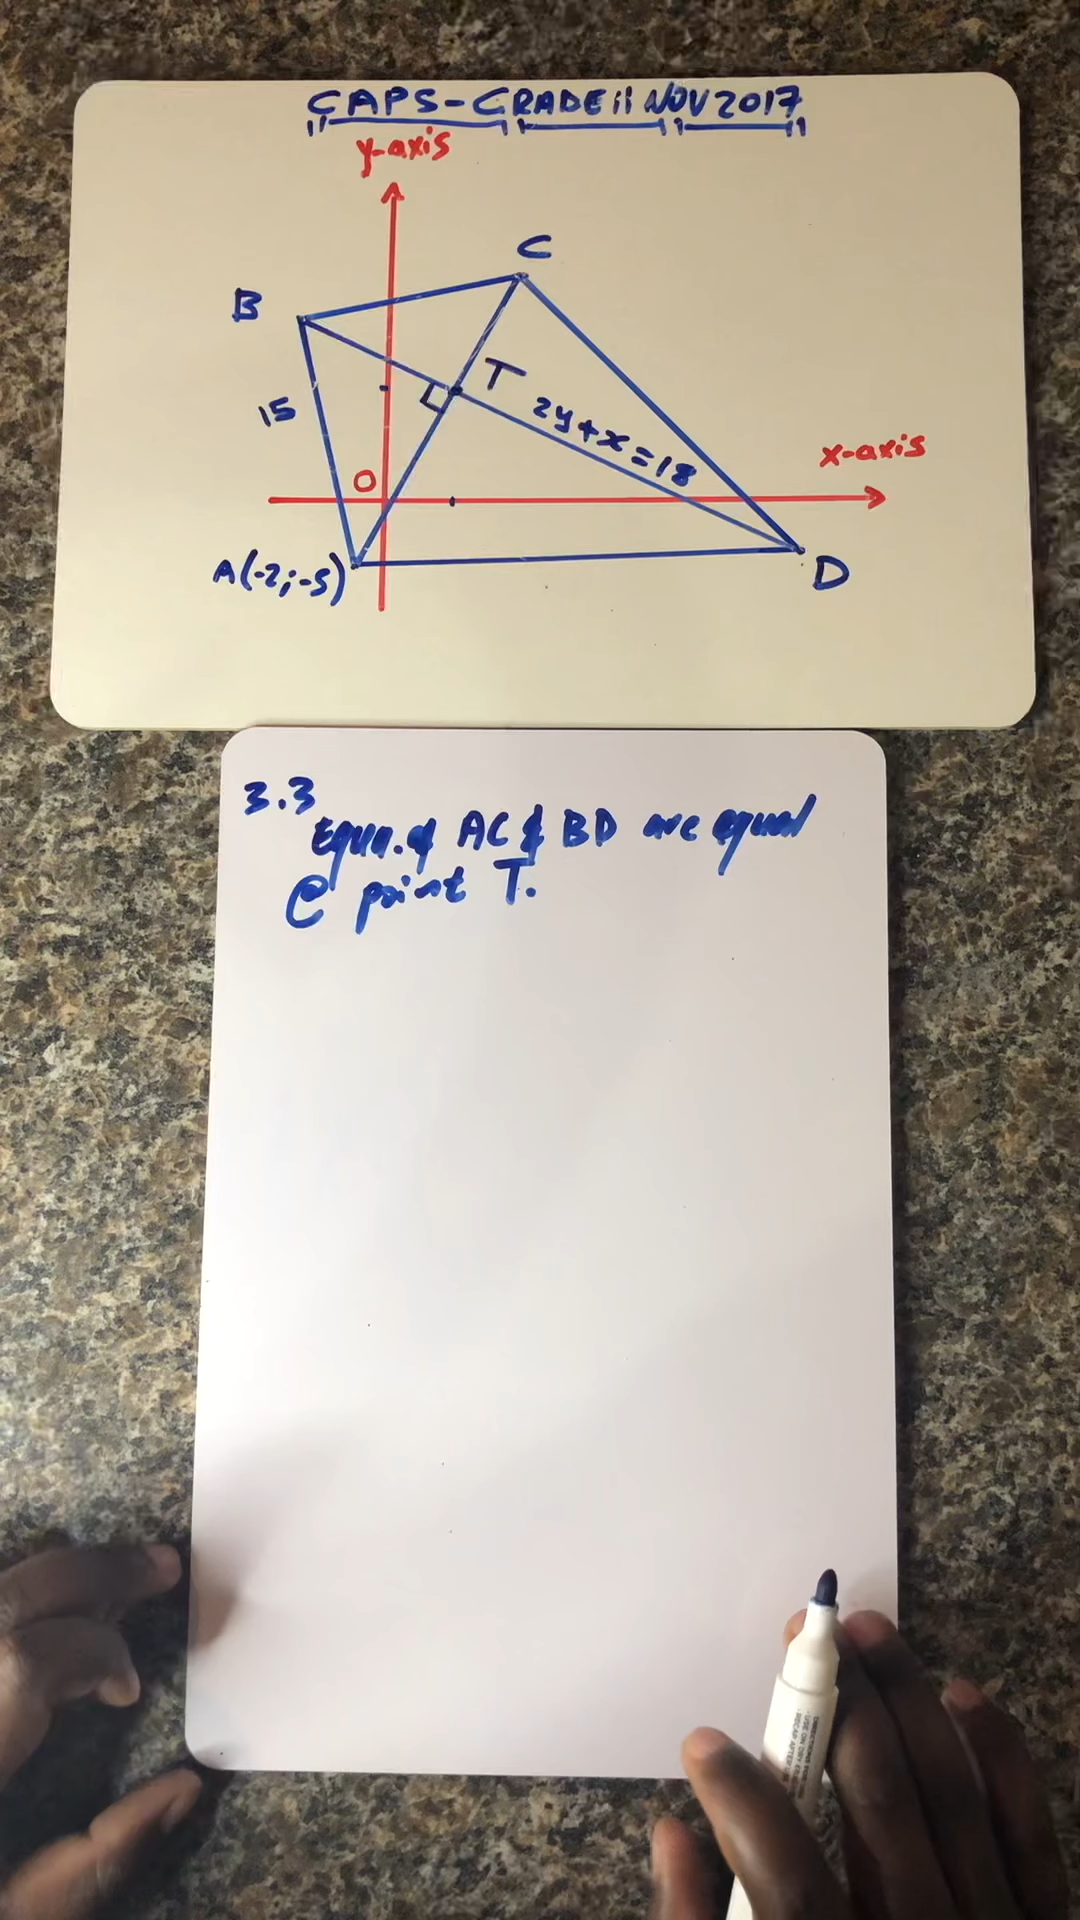 CAPS-GRADE 11 NOV 2017
y-axis
C
B
T
2y+x=18
15
x-axis
O
A(-2;-5)
D
3.3
Equn. of AC & BD are equal
@ point T.